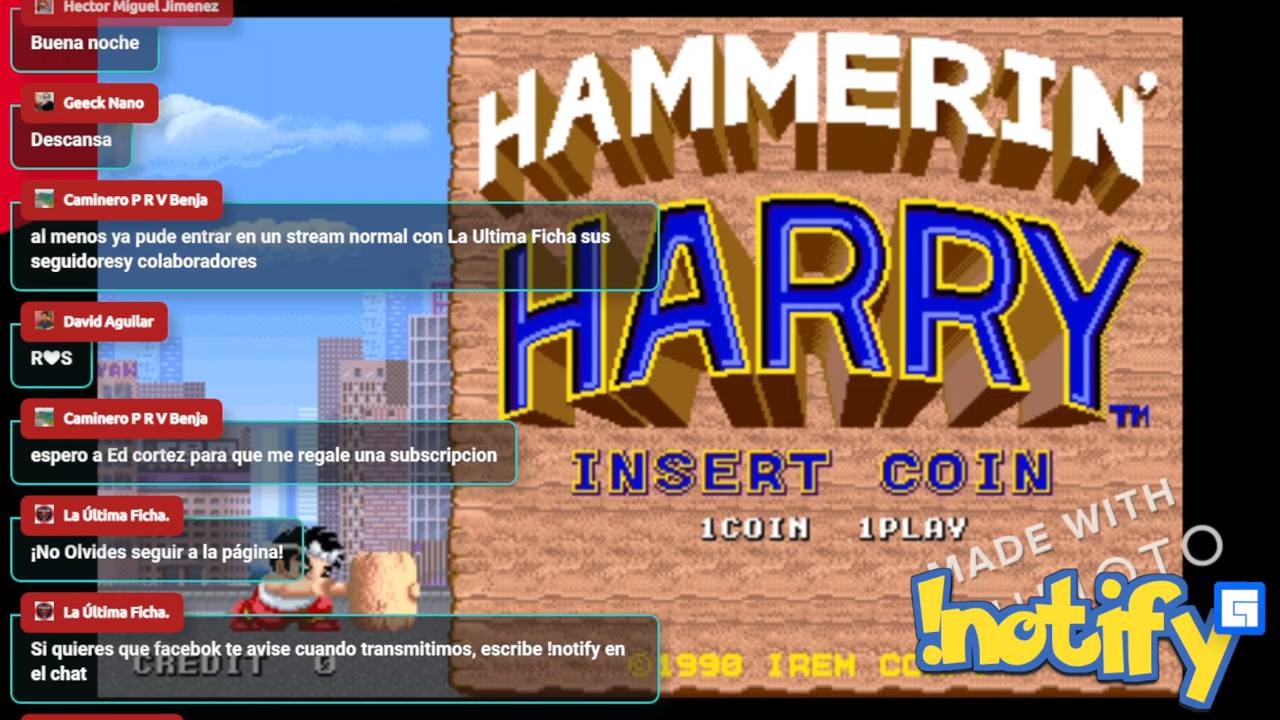 Hector Miguel Jimenez
Buena noche
Geeck Nano
Descansa
Caminero P R V Benja
al menos ya pude entrar en un stream normal con La Ultima Ficha sus
seguidoresy colaboradores
David Aguilar
R♥S
Caminero P R V Benja
espero a Ed cortez para que me regale una subscripcion
La Última Ficha.
¡No Olvides seguir a la página!
La Última Ficha.
Si quieres que facebok te avise cuando transmitimos, escribe !notify en
el chat
CREDIT 0
HAMMERIN'
HARRY
TM
INSERT COIN
1COIN 1PLAY
©1990 IREM
MADE WITH
!notify